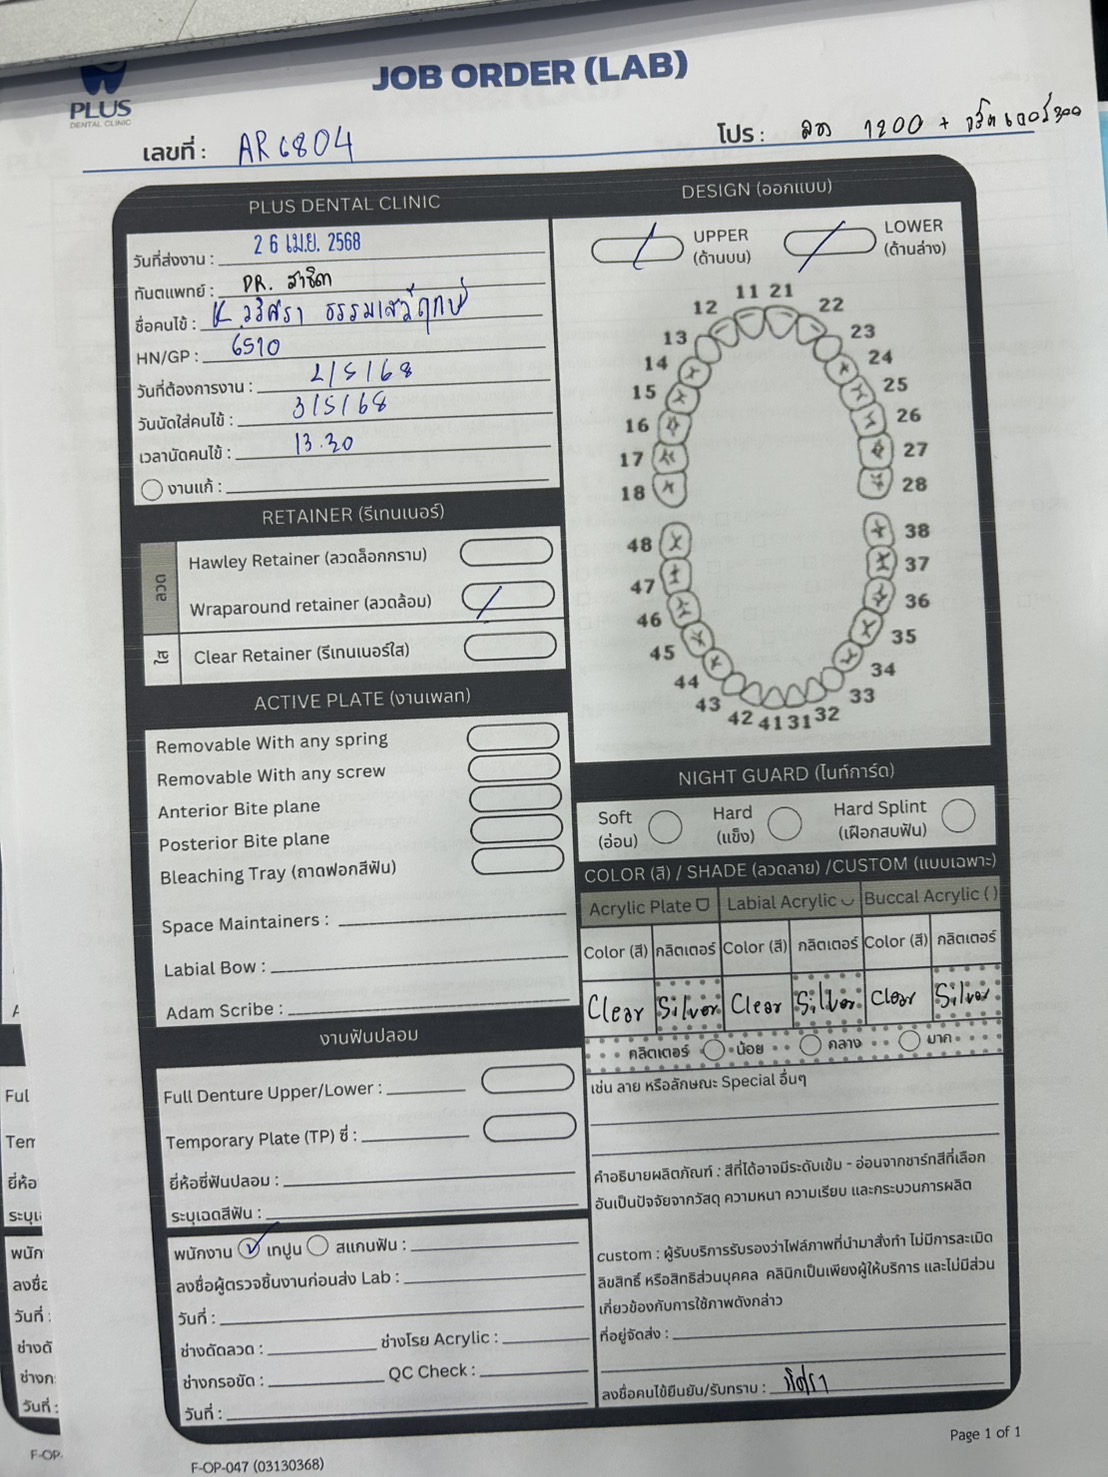 JOB ORDER (LAB)
PLUS
DENTAL CLINIC
เลขที่ : AR6804
โปร : ลวด 1200 +
PLUS DENTAL CLINIC
วันที่ส่งงาน : 26 เม.ย. 2568
ทันตแพทย์ : DR. สาธิตา
ชื่อคนไข้ : K.วริศรา
HN/GP : 6510
วันที่ต้องการงาน : 2/5/68
วันนัดใส่คนไข้ : 3/5/68
เวลานัดคนไข้ : 13.30
งานแก้ :
DESIGN (ออกแบบ)
UPPER (ด้านบน)
LOWER (ด้านล่าง)
11 21
12 22
13 23
14 24
15 25
16 26
17 27
18 28
48 38
47 37
46 36
45 35
44 34
43 33
42 41 31 32
RETAINER (รีเทนเนอร์)
ลวด
Hawley Retainer (ลวดล็อกกราม)
Wraparound retainer (ลวดล้อม)
ใส
Clear Retainer (รีเทนเนอร์ใส)
ACTIVE PLATE (งานเพลท)
Removable With any spring
Removable With any screw
Anterior Bite plane
Posterior Bite plane
Bleaching Tray (ถาดฟอกสีฟัน)
Space Maintainers :
Labial Bow :
Adam Scribe :
งานฟันปลอม
Full Denture Upper/Lower :
Temporary Plate (TP) ซี่ :
ยี่ห้อซี่ฟันปลอม :
ระบุเฉดสีฟัน :
พนักงาน เทปูน สแกนฟัน :
ลงชื่อผู้ตรวจชิ้นงานก่อนส่ง Lab :
วันที่ :
ช่างดัดลวด : ช่างโรย Acrylic :
ช่างกรอขัด : QC Check :
วันที่ :
NIGHT GUARD (ไนท์การ์ด)
Soft (อ่อน)
Hard (แข็ง)
Hard Splint (เฝือกสบฟัน)
COLOR (สี) / SHADE (ลวดลาย) /CUSTOM (แบบเฉพาะ)
Acrylic Plate Labial Acrylic Buccal Acrylic ( )
Color (สี) กลิตเตอร์ Color (สี) กลิตเตอร์ Color (สี) กลิตเตอร์
Clear Silver Clear Silver Clear Silver
คลิตเตอร์ น้อย กลาง มาก
เช่น ลาย หรือลักษณะ Special อื่นๆ
คำอธิบายผลิตภัณฑ์ : สีที่ได้อาจมีระดับเข้ม - อ่อนจากชาร์ทสีที่เลือก
อันเป็นปัจจัยจากวัสดุ ความหนา ความเรียบ และกระบวนการผลิต
custom : ผู้รับบริการรับรองว่าไฟล์ภาพที่นำมาสั่งทำ ไม่มีการละเมิด
ลิขสิทธิ์ หรือสิทธิส่วนบุคคล คลินิกเป็นเพียงผู้ให้บริการ และไม่มีส่วน
เกี่ยวข้องกับการใช้ภาพดังกล่าว
ที่อยู่จัดส่ง :
ลงชื่อคนไข้ยืนยัน/รับทราบ :
Page 1 of 1
F-OP-047 (03130368)
Ful
ยี่ห้อ
พนัก
ลงชื่อ
วันที่ :
ช่างดั
ช่างก
วันที่ :
F-OP-